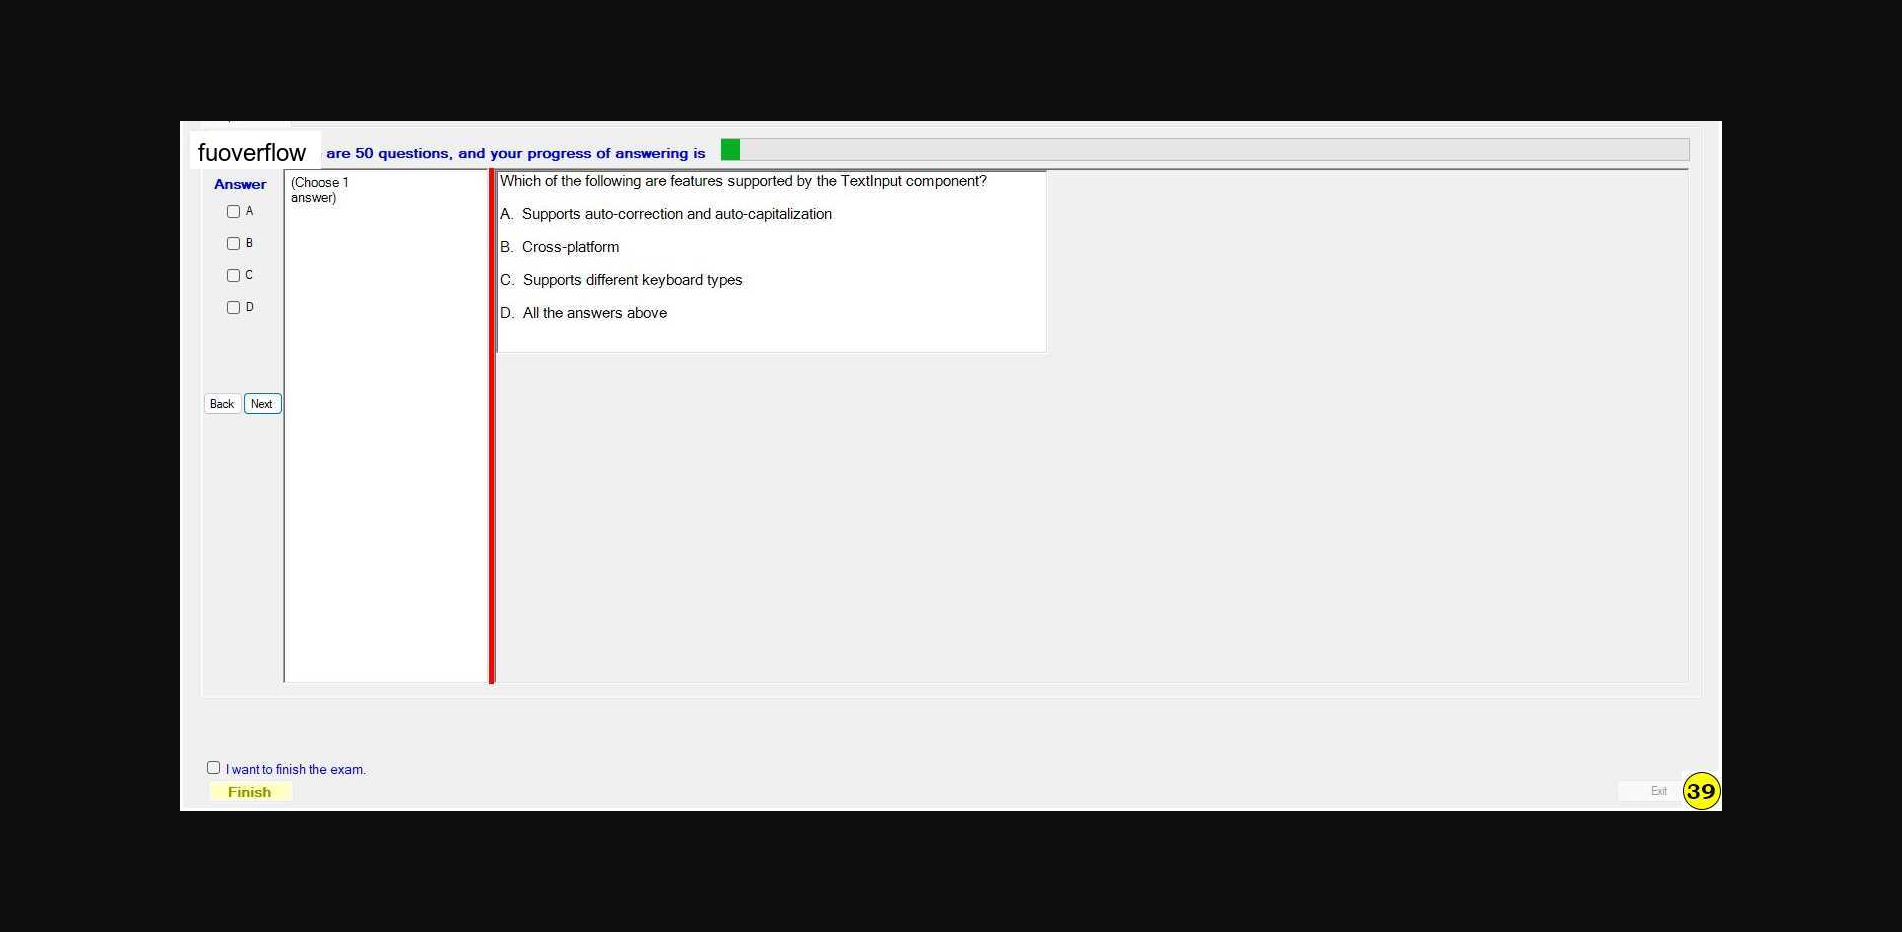 fuoverflow are 50 questions, and your progress of answering is
Answer
A
B
C
D
Back Next
(Choose 1
answer)
Which of the following are features supported by the TextInput component?
A. Supports auto-correction and auto-capitalization
B. Cross-platform
C. Supports different keyboard types
D. All the answers above
I want to finish the exam.
Finish
Exit
39